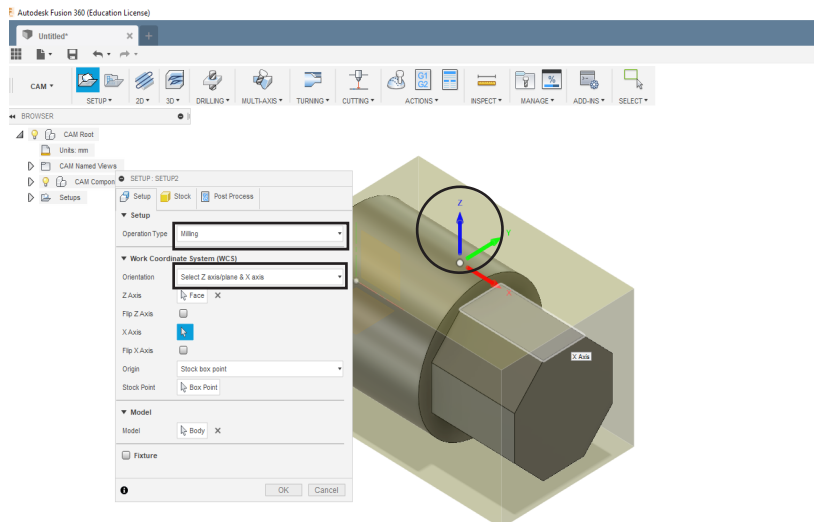 Autodesk Fusion 360 (Education License)
Untitled*
CAM
G1
G2
%
SETUP
2D
3D
DRILLING
MULTI-AXIS
TURNING
CUTTING
ACTIONS
INSPECT
MANAGE
ADD-INS
SELECT
BROWSER
CAM Root
Units: mm
CAM Named Views
CAM Compon
Setups
SETUP : SETUP2
Setup Stock Post Process
Setup
Operation Type Milling
Work Coordinate System (WCS)
Orientation Select Z axis/plane & X axis
Z Axis Face
Flip Z Axis
X Axis
Flip X Axis
Origin Stock box point
Stock Point Box Point
Model
Model Body
Fixture
OK Cancel
Z
Y
X
X Axis